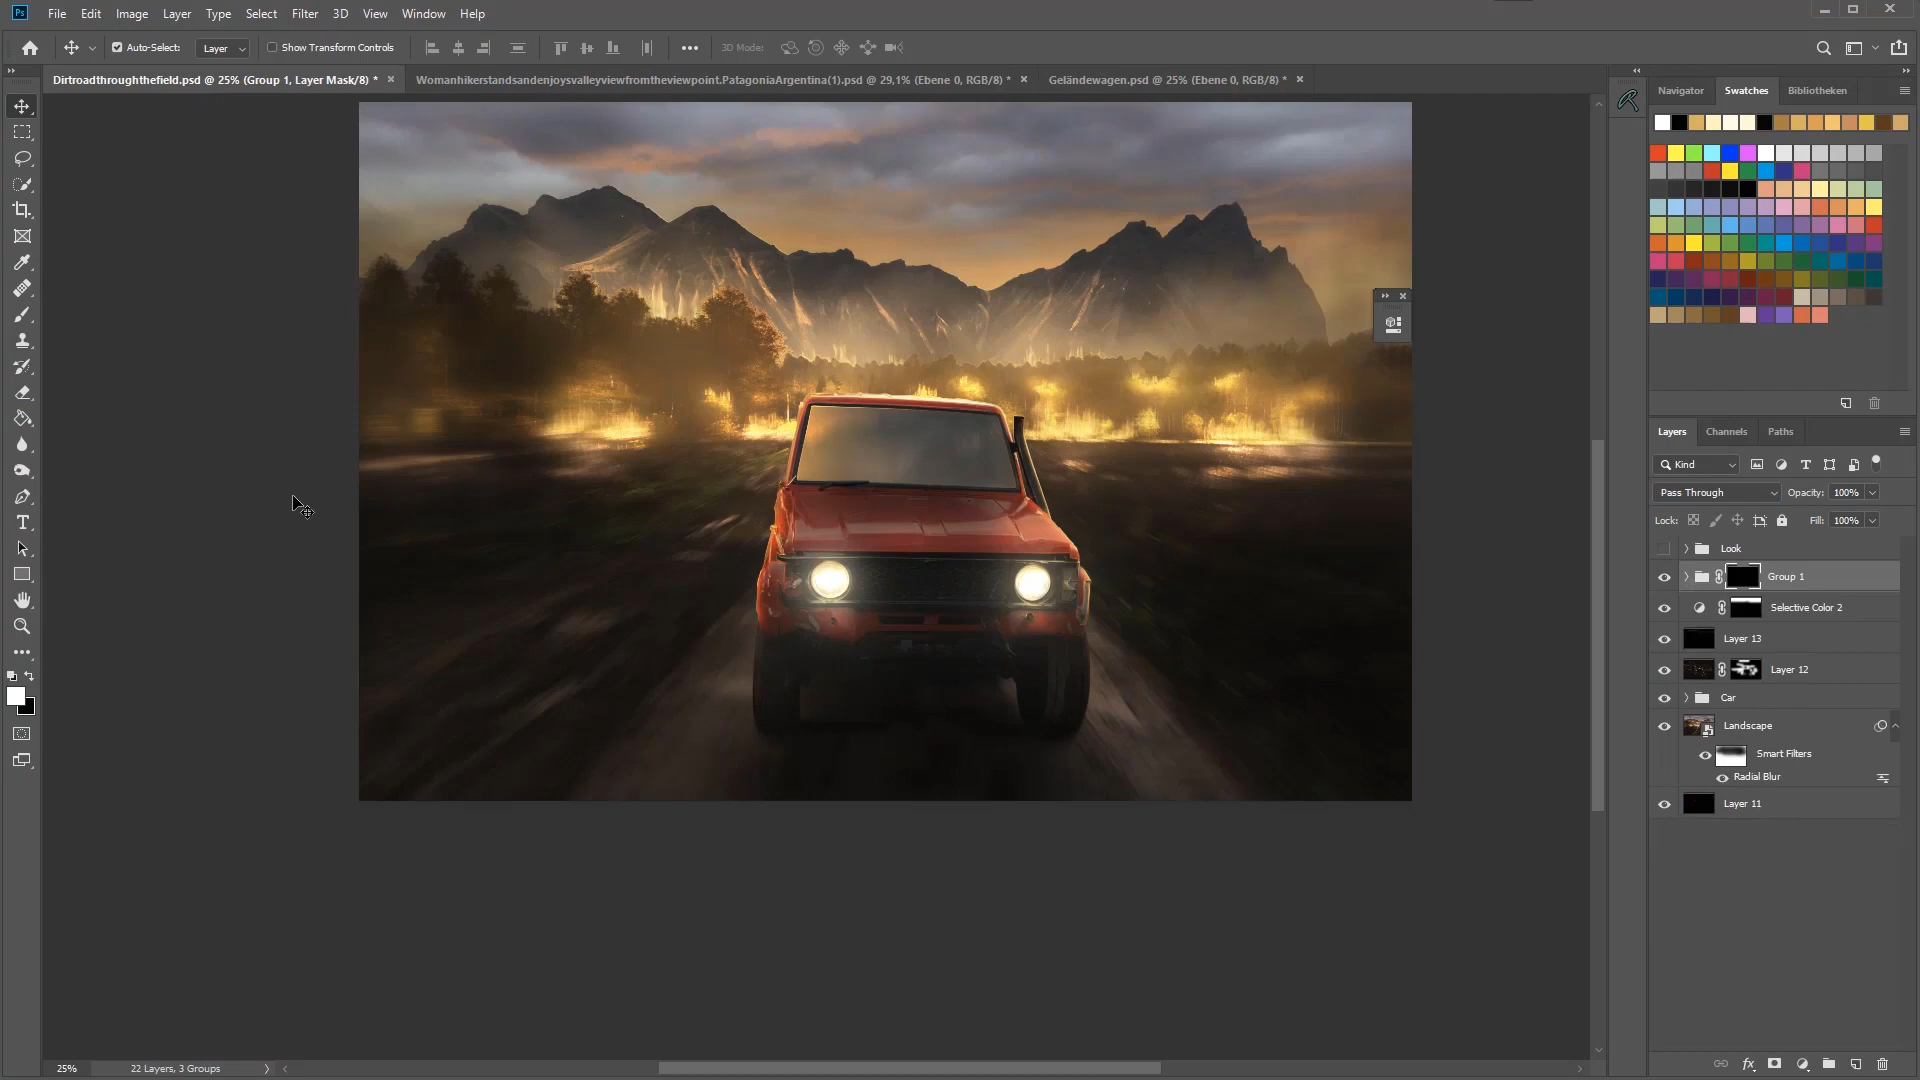 Ps File Edit Image Layer Type Select Filter 3D View Window Help
Auto-Select: Layer Show Transform Controls 3D Mode:
Dirtroadthroughthefield.psd @ 25% (Group 1, Layer Mask/8) * Womanhikerstandsandenjoysvalleyviewfromtheviewpoint.PatagoniaArgentina(1).psd @ 29,1% (Ebene 0, RGB/8) * Geländewagen.psd @ 25% (Ebene 0, RGB/8) *
Navigator Swatches Bibliotheken
Layers Channels Paths
Kind
Pass Through Opacity: 100%
Lock: Fill: 100%
Look
Group 1
Selective Color 2
Layer 13
Layer 12
Car
Landscape
Smart Filters
Radial Blur
Layer 11
25% 22 Layers, 3 Groups
fx